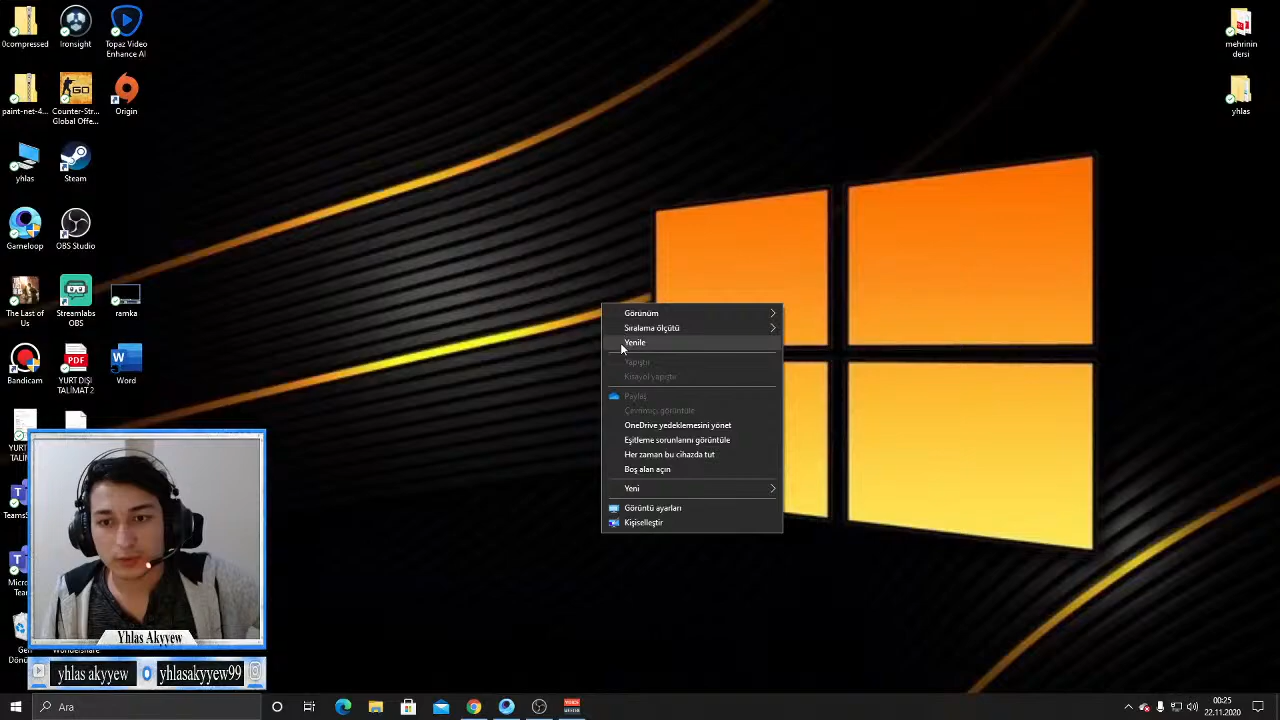 0compressed
Ironsight
Topaz Video
Enhance AI
mehrinin
dersi
paint-net-4...
Counter-Str...
Global Offe...
Origin
yhlas
yhlas
Steam
Gameloop
OBS Studio
The Last of
Us
Streamlabs
OBS
ramka
Bandicam
YURT DIŞI
TALİMAT 2
Word
Görünüm
Sıralama ölçütü
Yenile
Yapıştır
Kısayol yapıştır
Paylaş
Çevrimiçi görüntüle
OneDrive yedeklemesini yönet
Eşitleme sorunlarını görüntüle
Her zaman bu cihazda tut
Boş alan açın
Yeni
Görüntü ayarları
Kişiselleştir
YURT
TALİM
Teams
Micro
Team
Geri
Dönü
Wondershare
Yhlas Akyyew
yhlas akyyew
yhlasakyyew99
Ara
00:25
22.11.2020